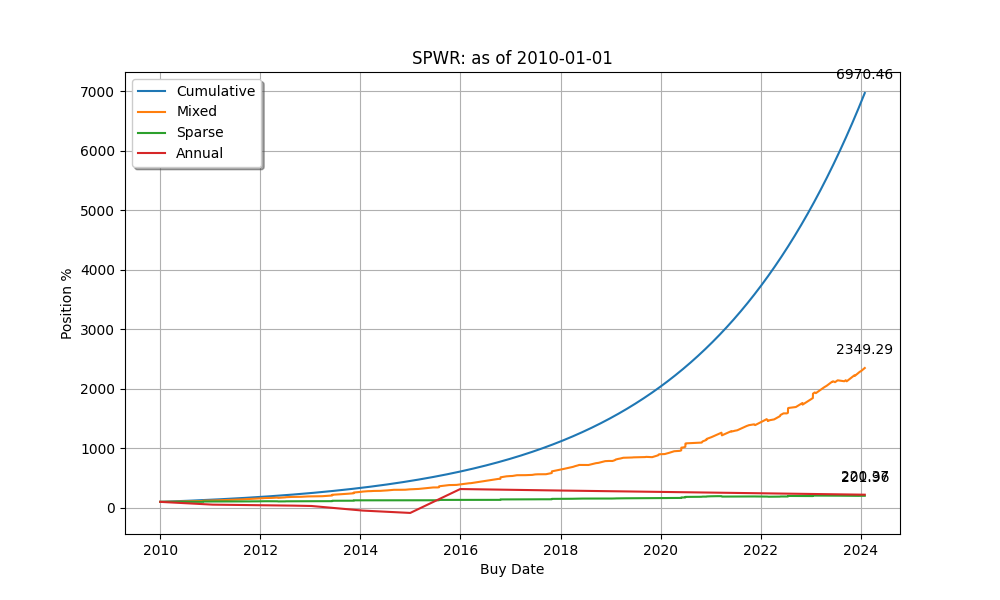 SPWR: as of 2010-01-01
6970.46
7000
Cumulative
Mixed
6000
Sparse
Annual
5000
4000
Position %
3000
2349.29
2000
1000
0
2010 2012 2014 2016 2018 2020 2022 2024
Buy Date